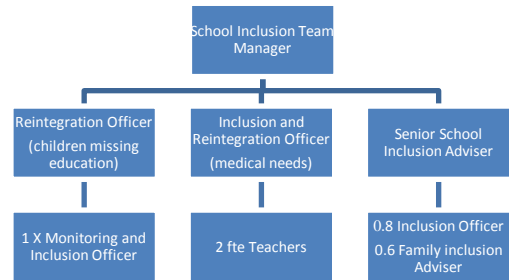 School Inclusion Team
Manager
Reintegration Officer
(children missing
education)
Inclusion and
Reintegration Officer
(medical needs)
Senior School
Inclusion Adviser
1 X Monitoring and
Inclusion Officer
2 fte Teachers
0.8 Inclusion Officer
0.6 Family inclusion
Adviser